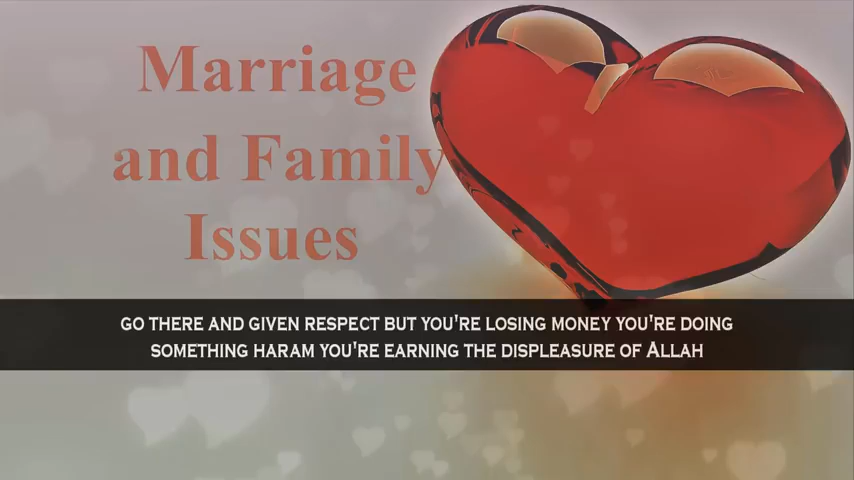 Marriage
and Family
Issues
GO THERE AND GIVEN RESPECT BUT YOU'RE LOSING MONEY YOU'RE DOING
SOMETHING HARAM YOU'RE EARNING THE DISPLEASURE OF ALLAH